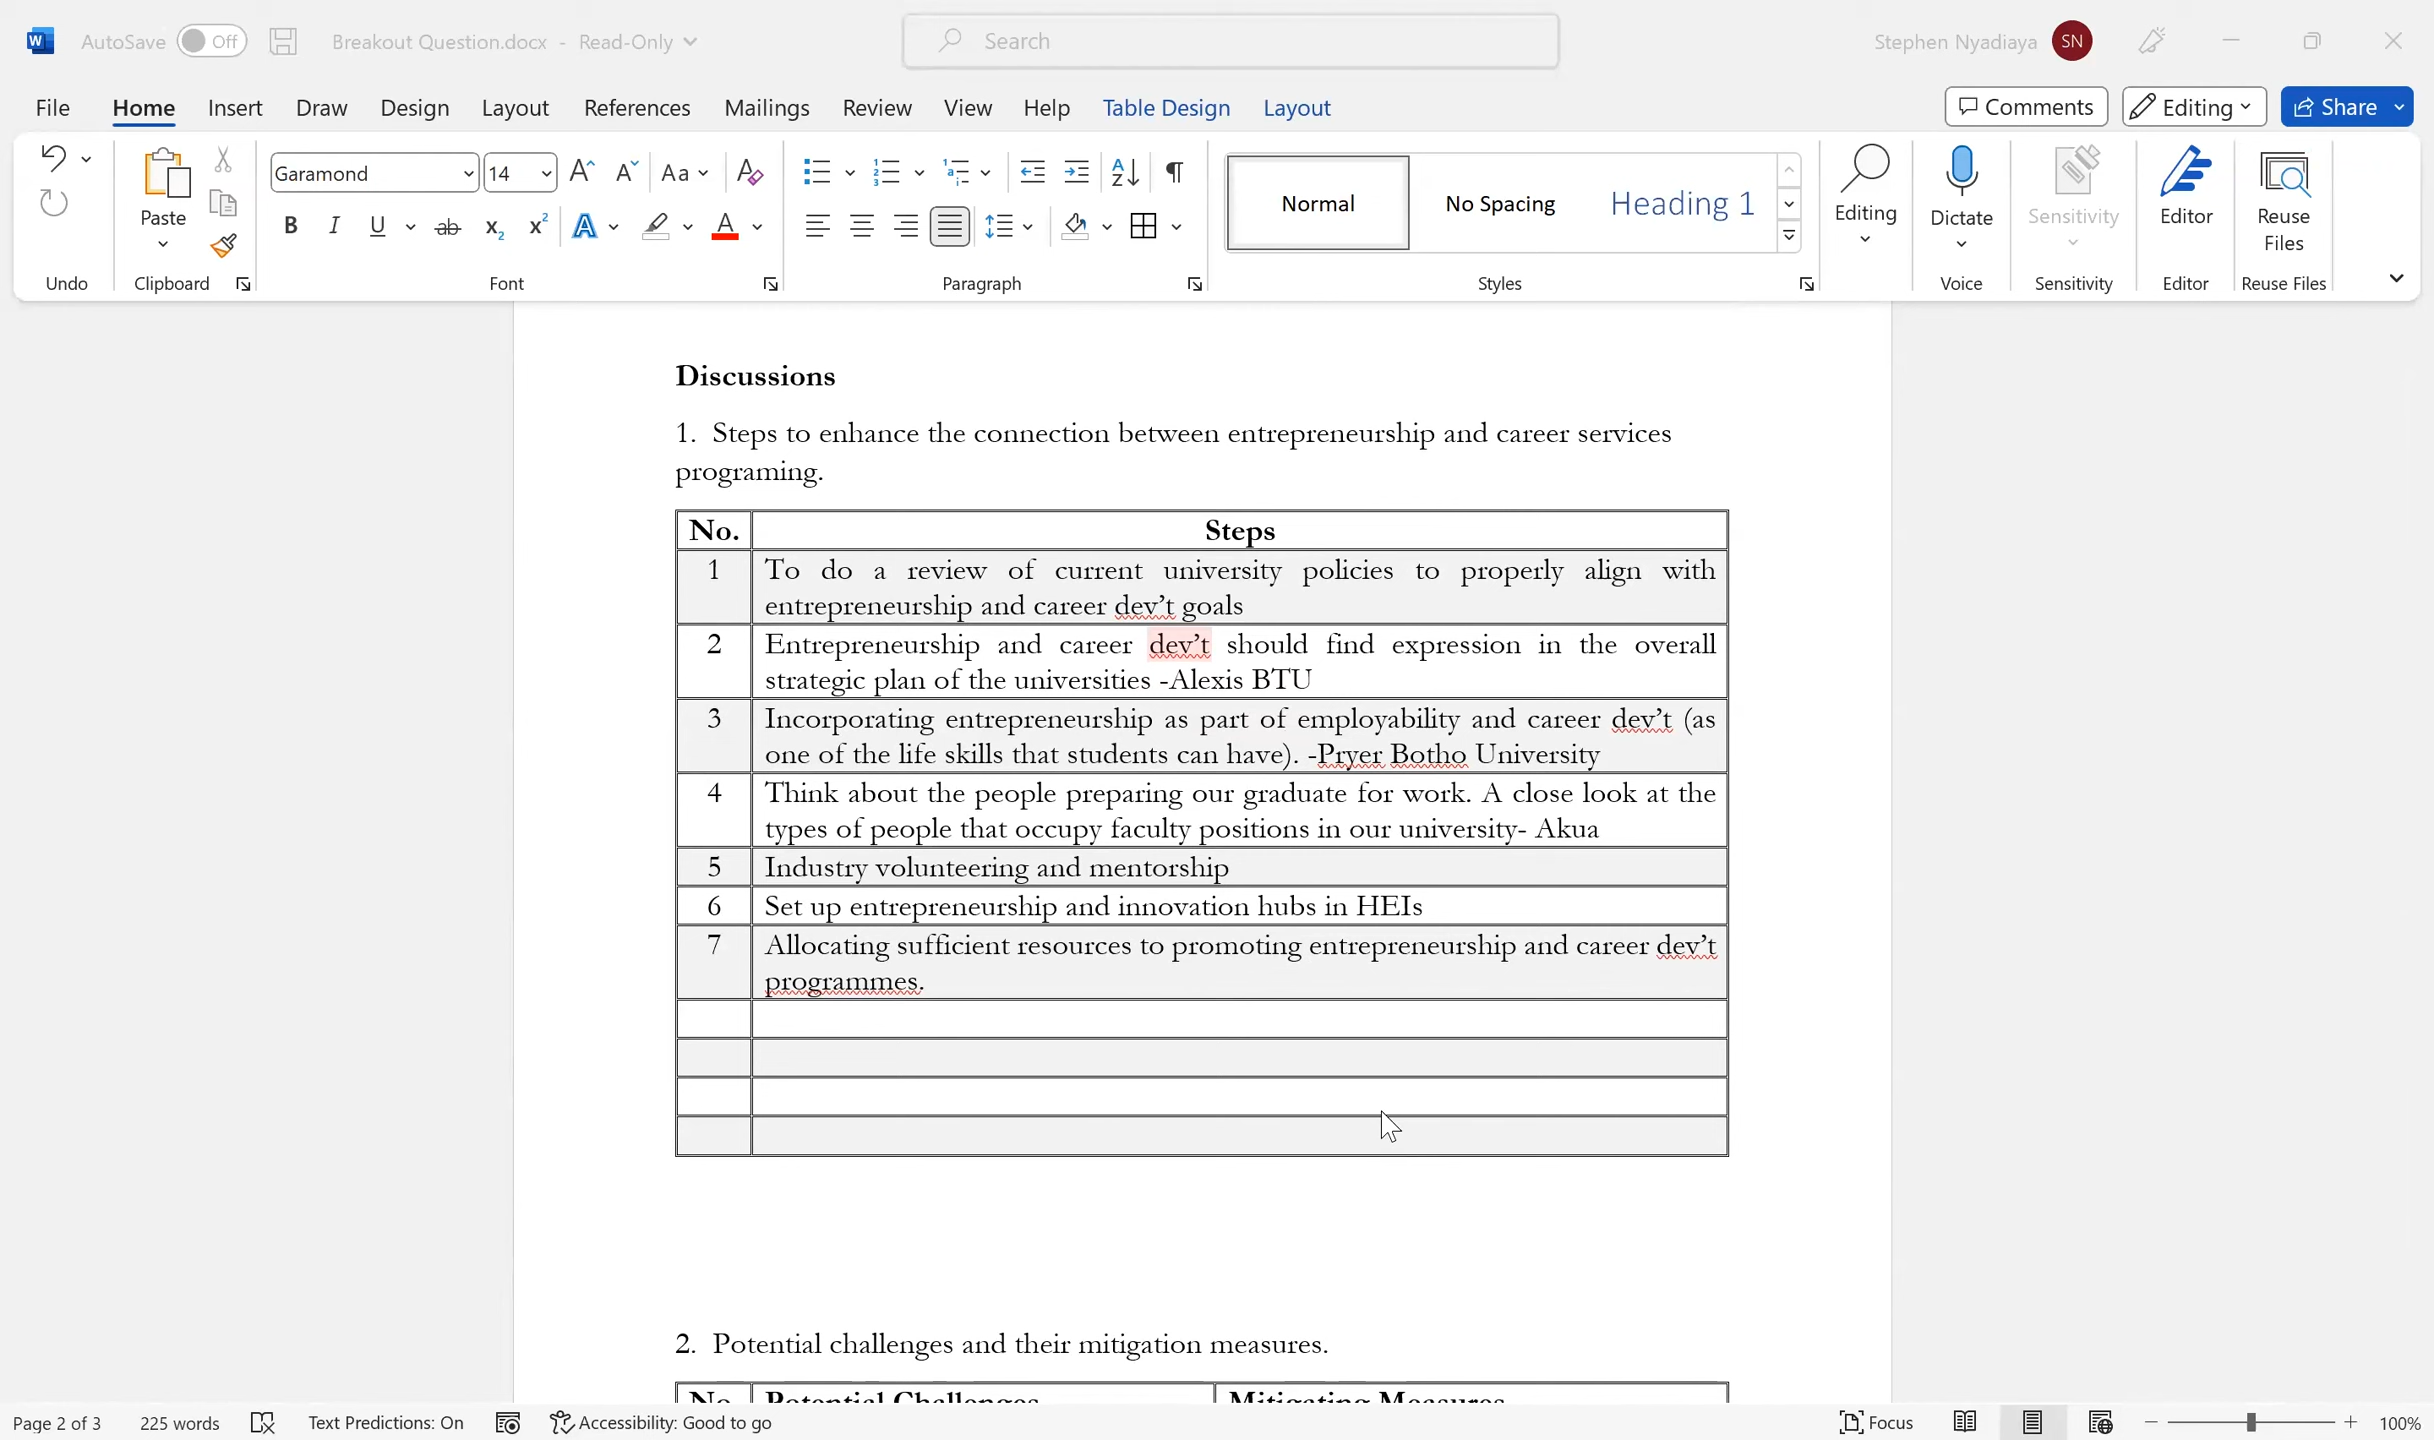 AutoSave Off Breakout Question.docx - Read-Only Search Stephen Nyadiaya SN
File Home Insert Draw Design Layout References Mailings Review View Help Table Design Layout Comments Editing Share
Garamond 14 Aa
Paste
B I U ab x₂ x² A A
Normal No Spacing Heading 1
Editing Dictate Sensitivity Editor Reuse Files
Undo Clipboard Font Paragraph Styles Voice Sensitivity Editor Reuse Files
Discussions
1. Steps to enhance the connection between entrepreneurship and career services
programing.
No. Steps
1 To do a review of current university policies to properly align with
entrepreneurship and career dev’t goals
2 Entrepreneurship and career dev’t should find expression in the overall
strategic plan of the universities -Alexis BTU
3 Incorporating entrepreneurship as part of employability and career dev’t (as
one of the life skills that students can have). -Pryer Botho University
4 Think about the people preparing our graduate for work. A close look at the
types of people that occupy faculty positions in our university- Akua
5 Industry volunteering and mentorship
6 Set up entrepreneurship and innovation hubs in HEIs
7 Allocating sufficient resources to promoting entrepreneurship and career dev’t
programmes.
2. Potential challenges and their mitigation measures.
No Potential Challenges Mitigating Measures
Page 2 of 3 225 words Text Predictions: On Accessibility: Good to go Focus 100%